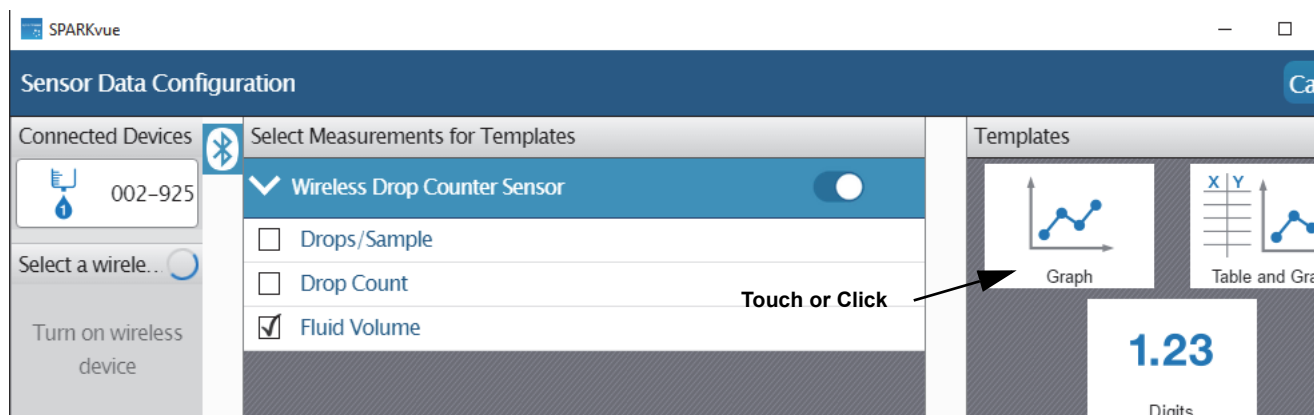 SPARKvue
Sensor Data Configuration
Connected Devices
002-925
1
Select a wirele...
Turn on wireless
device
Select Measurements for Templates
Wireless Drop Counter Sensor
Drops/Sample
Drop Count
Fluid Volume
Touch or Click
Templates
Graph
X Y
Table and Gra
1.23
Digits
Ca